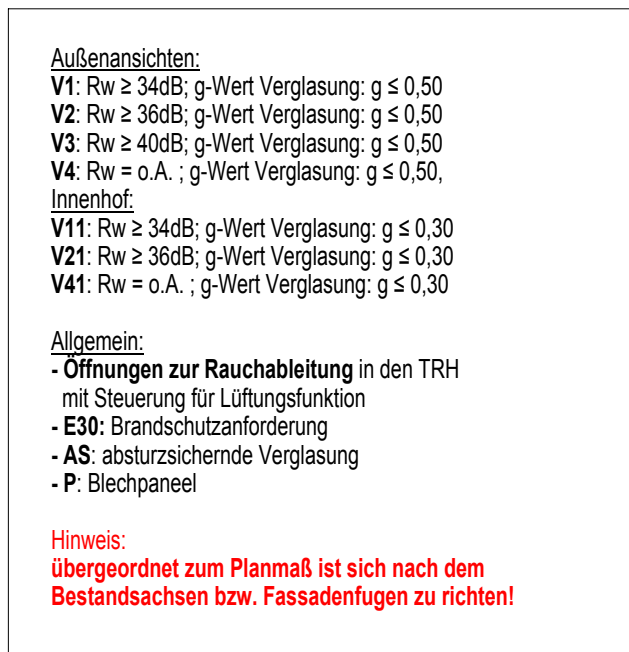 Außenansichten:
V1: Rw ≥ 34dB; g-Wert Verglasung: g ≤ 0,50
V2: Rw ≥ 36dB; g-Wert Verglasung: g ≤ 0,50
V3: Rw ≥ 40dB; g-Wert Verglasung: g ≤ 0,50
V4: Rw = o.A. ; g-Wert Verglasung: g ≤ 0,50,
Innenhof:
V11: Rw ≥ 34dB; g-Wert Verglasung: g ≤ 0,30
V21: Rw ≥ 36dB; g-Wert Verglasung: g ≤ 0,30
V41: Rw = o.A. ; g-Wert Verglasung: g ≤ 0,30
Allgemein:
- Öffnungen zur Rauchableitung in den TRH
mit Steuerung für Lüftungsfunktion
- E30: Brandschutzanforderung
- AS: absturzsichernde Verglasung
- P: Blechpaneel
Hinweis:
übergeordnet zum Planmaß ist sich nach dem
Bestandsachsen bzw. Fassadenfugen zu richten!